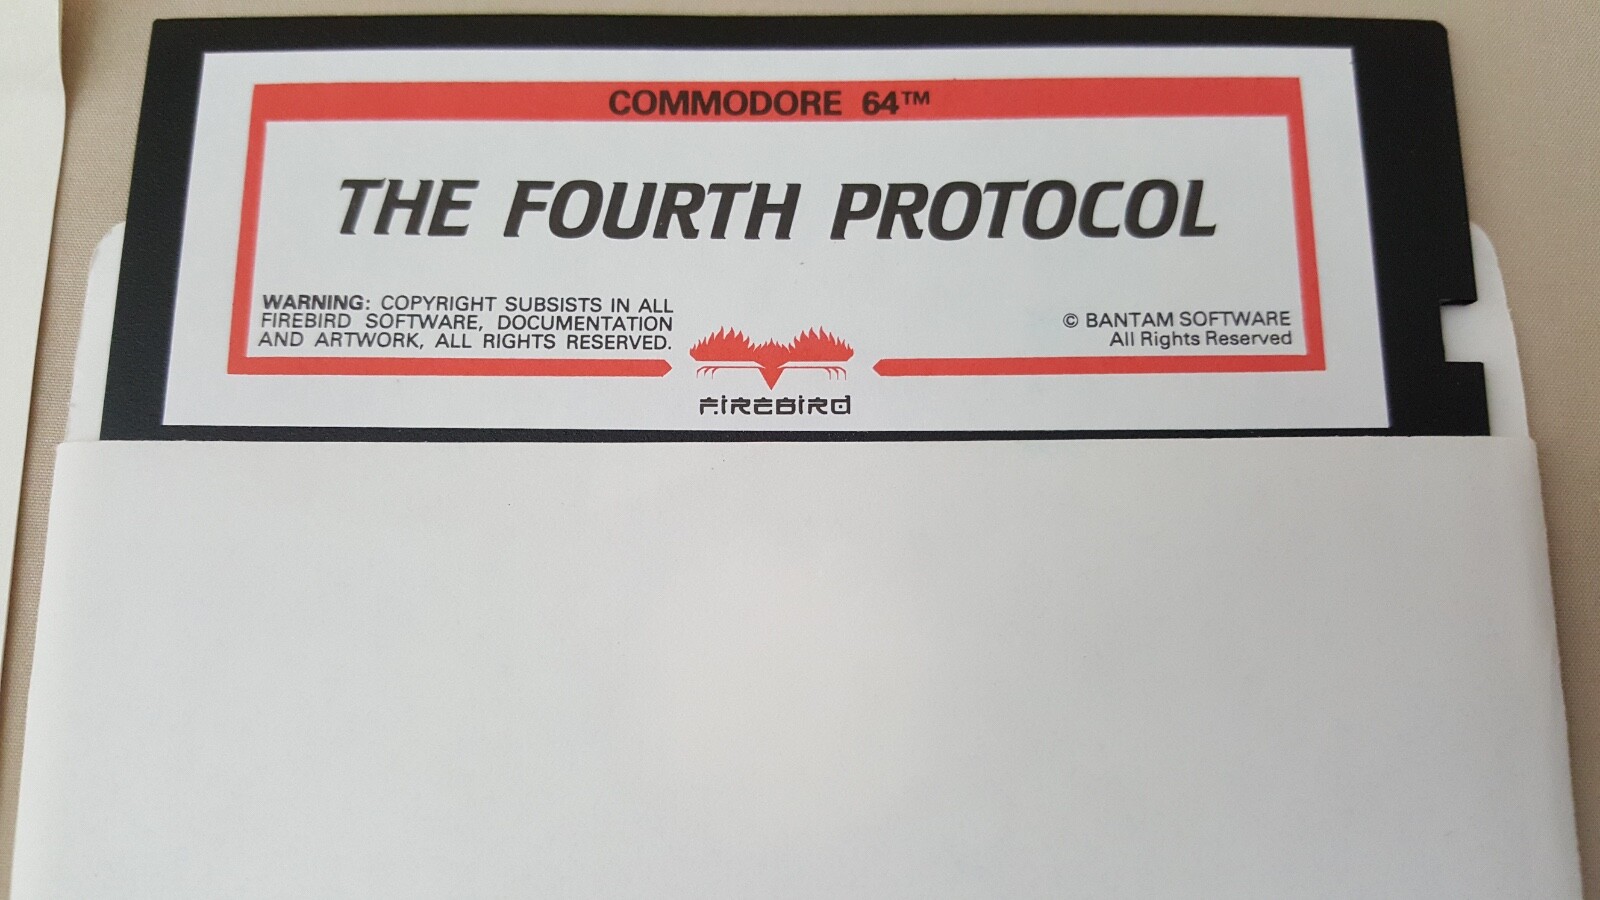 COMMODORE 64™
THE FOURTH PROTOCOL
WARNING: COPYRIGHT SUBSISTS IN ALL
FIREBIRD SOFTWARE, DOCUMENTATION
AND ARTWORK, ALL RIGHTS RESERVED.
© BANTAM SOFTWARE
All Rights Reserved
FIREBIRD